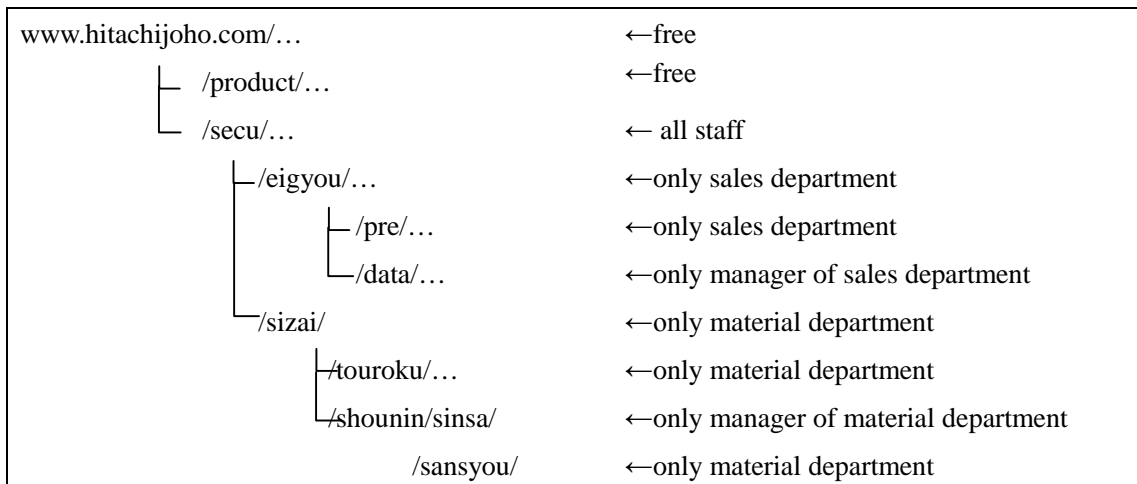 www.hitachijoho.com/… ←free
/product/… ←free
/secu/… ← all staff
/eigyou/… ←only sales department
/pre/… ←only sales department
/data/… ←only manager of sales department
/sizai/ ←only material department
/touroku/… ←only material department
/shounin/sinsa/ ←only manager of material department
/sansyou/ ←only material department